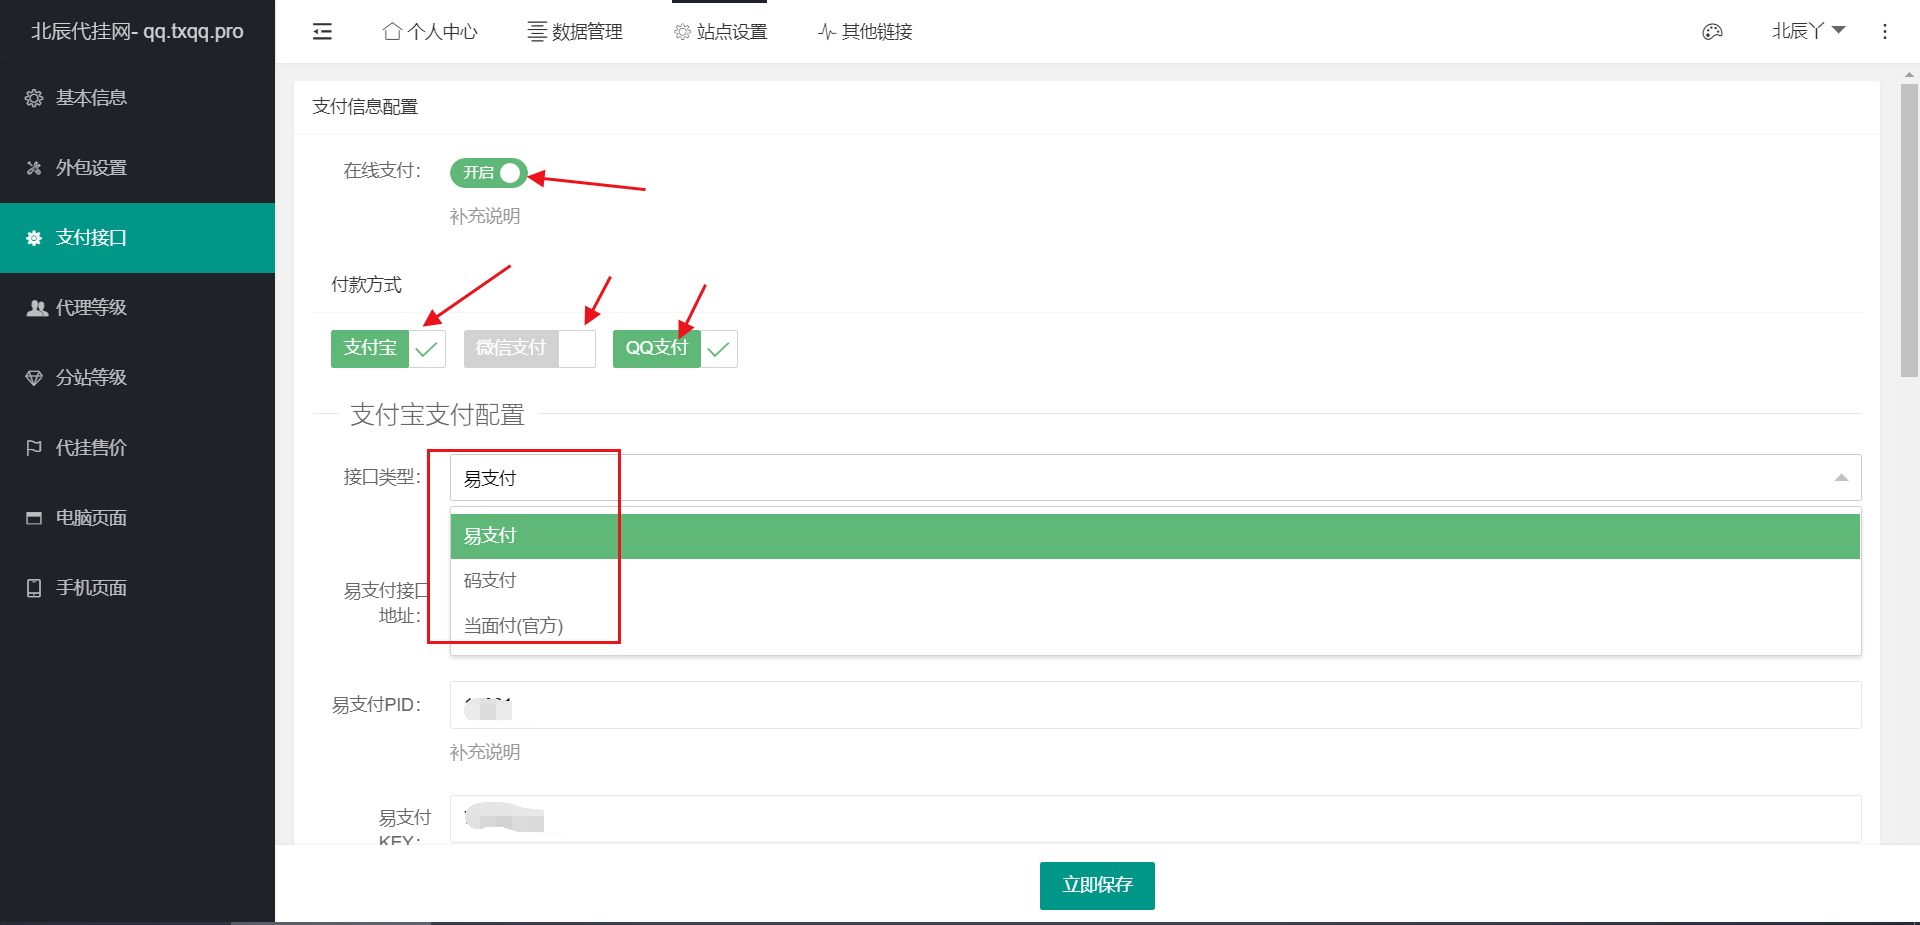 北辰代挂网- qq.txqq.pro
个人中心
数据管理
站点设置
其他链接
北辰丫
基本信息
外包设置
支付接口
代理等级
分站等级
代挂售价
电脑页面
手机页面
支付信息配置
在线支付：
开启
补充说明
付款方式
支付宝
微信支付
QQ支付
支付宝支付配置
接口类型：
易支付
易支付
码支付
当面付(官方)
易支付接口
地址：
易支付PID：
补充说明
易支付
KEY：
立即保存